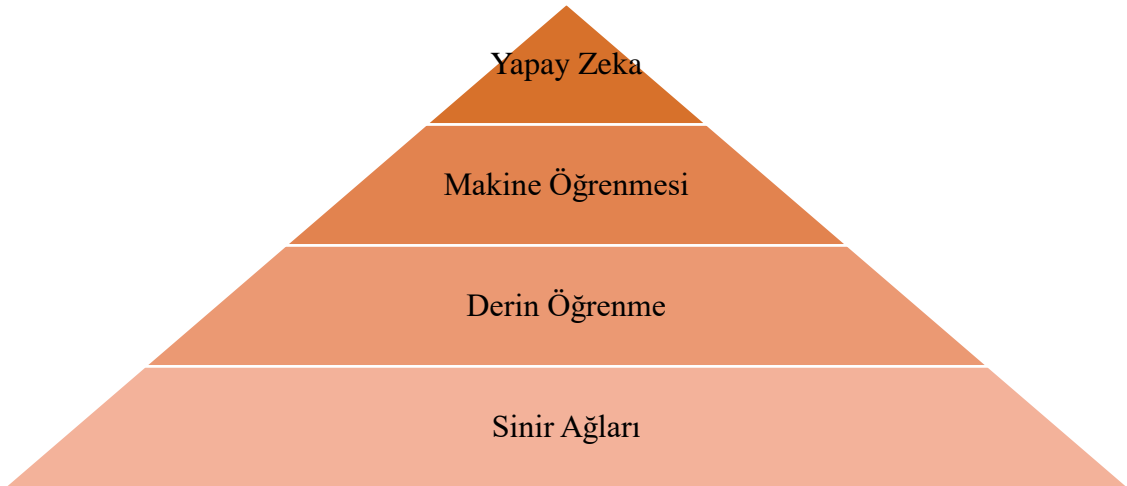 Yapay Zeka
Makine Öğrenmesi
Derin Öğrenme
Sinir Ağları